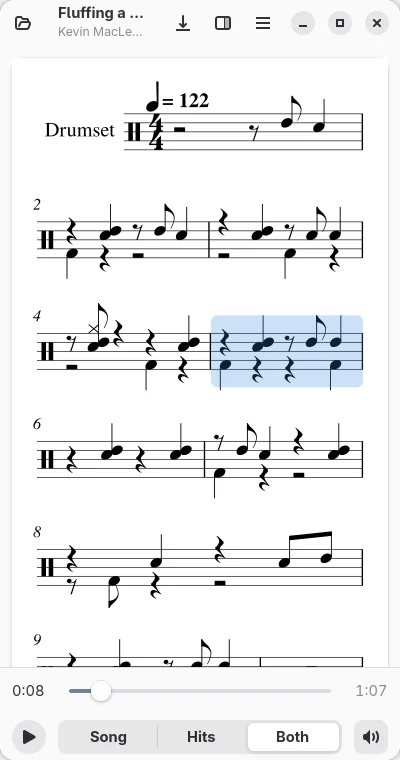 Fluffing a ...
Kevin MacLe...
= 122
4
4
Drumset
2
4
6
8
9
0:08
1:07
Song Hits Both